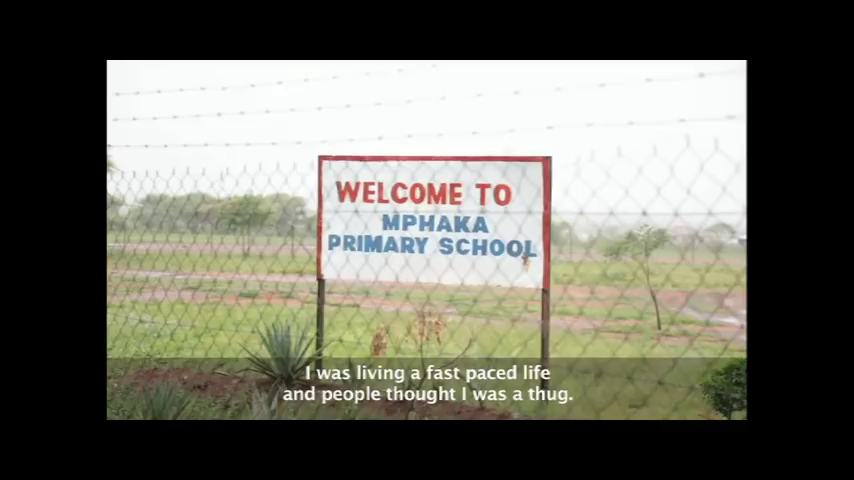 WELCOME TO
MPHAKA
PRIMARY SCHOOL
I was living a fast paced life
and people thought I was a thug.